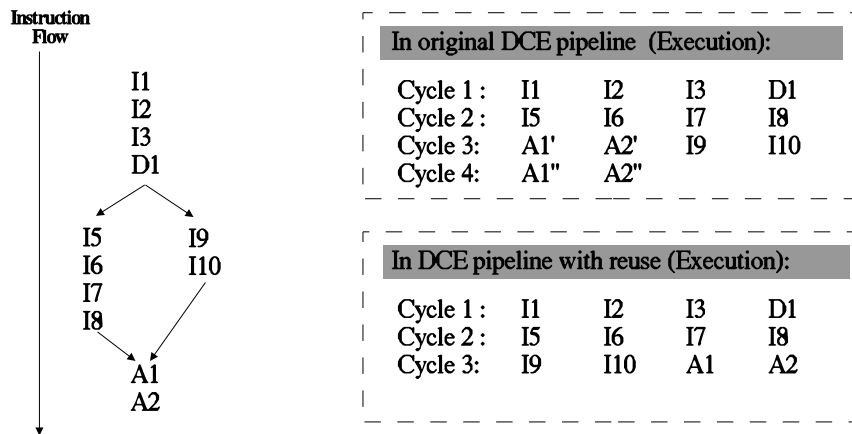 Instruction
Flow
I1
I2
I3
D1
I5 I9
I6 I10
I7
I8
A1
A2
In original DCE pipeline (Execution):
Cycle 1 : I1 I2 I3 D1
Cycle 2 : I5 I6 I7 I8
Cycle 3: A1' A2' I9 I10
Cycle 4: A1" A2"
In DCE pipeline with reuse (Execution):
Cycle 1 : I1 I2 I3 D1
Cycle 2 : I5 I6 I7 I8
Cycle 3: I9 I10 A1 A2